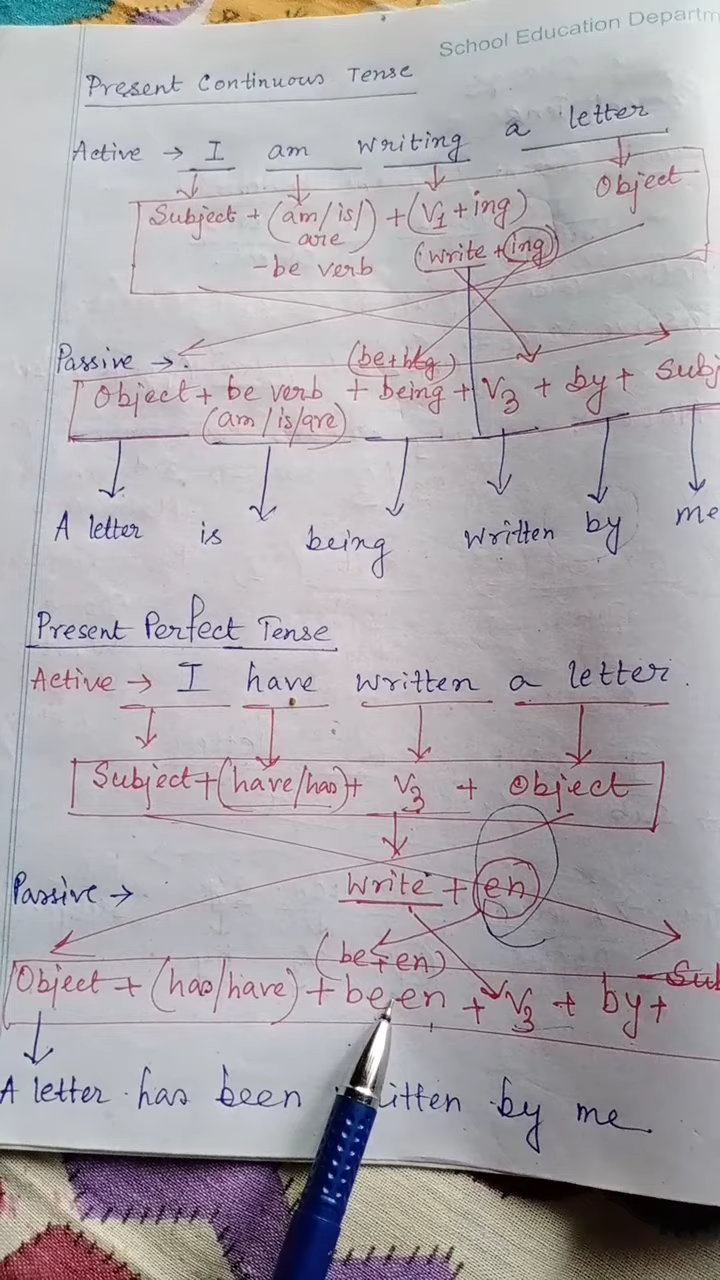 School Education Departm
Present Continuous Tense
Active → I am writing a letter
Subject + (am/is/are) + (V1 + ing) Object
- be verb (write + ing)
Passive →
(be+ing)
Object + be verb + being + V3 + by + Subj
(am/is/are)
A letter is being written by me
Present Perfect Tense
Active → I have written a letter.
Subject + (have/has) + V3 + Object
Passive → write + en
(be+en)
Object + (has/have) + been + V3 + by + Sub
A letter has been written by me